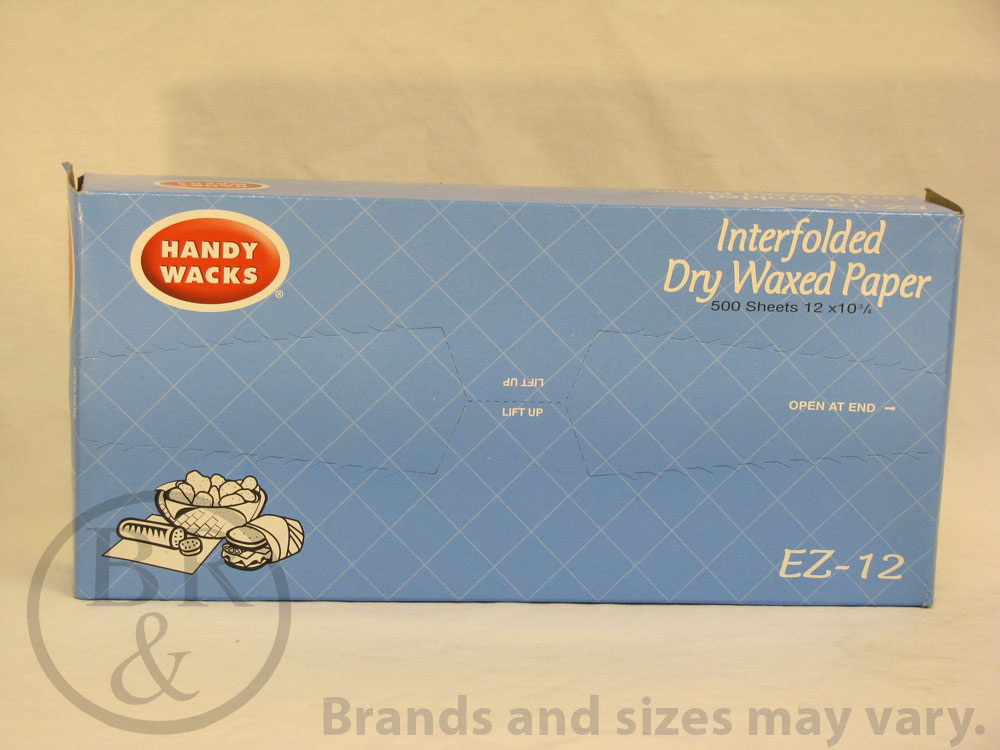 HANDY
WACKS®
Interfolded
Dry Waxed Paper
500 Sheets 12 x10¾
LIFT UP
LIFT UP
OPEN AT END →
EZ-12
B&R
Brands and sizes may vary.